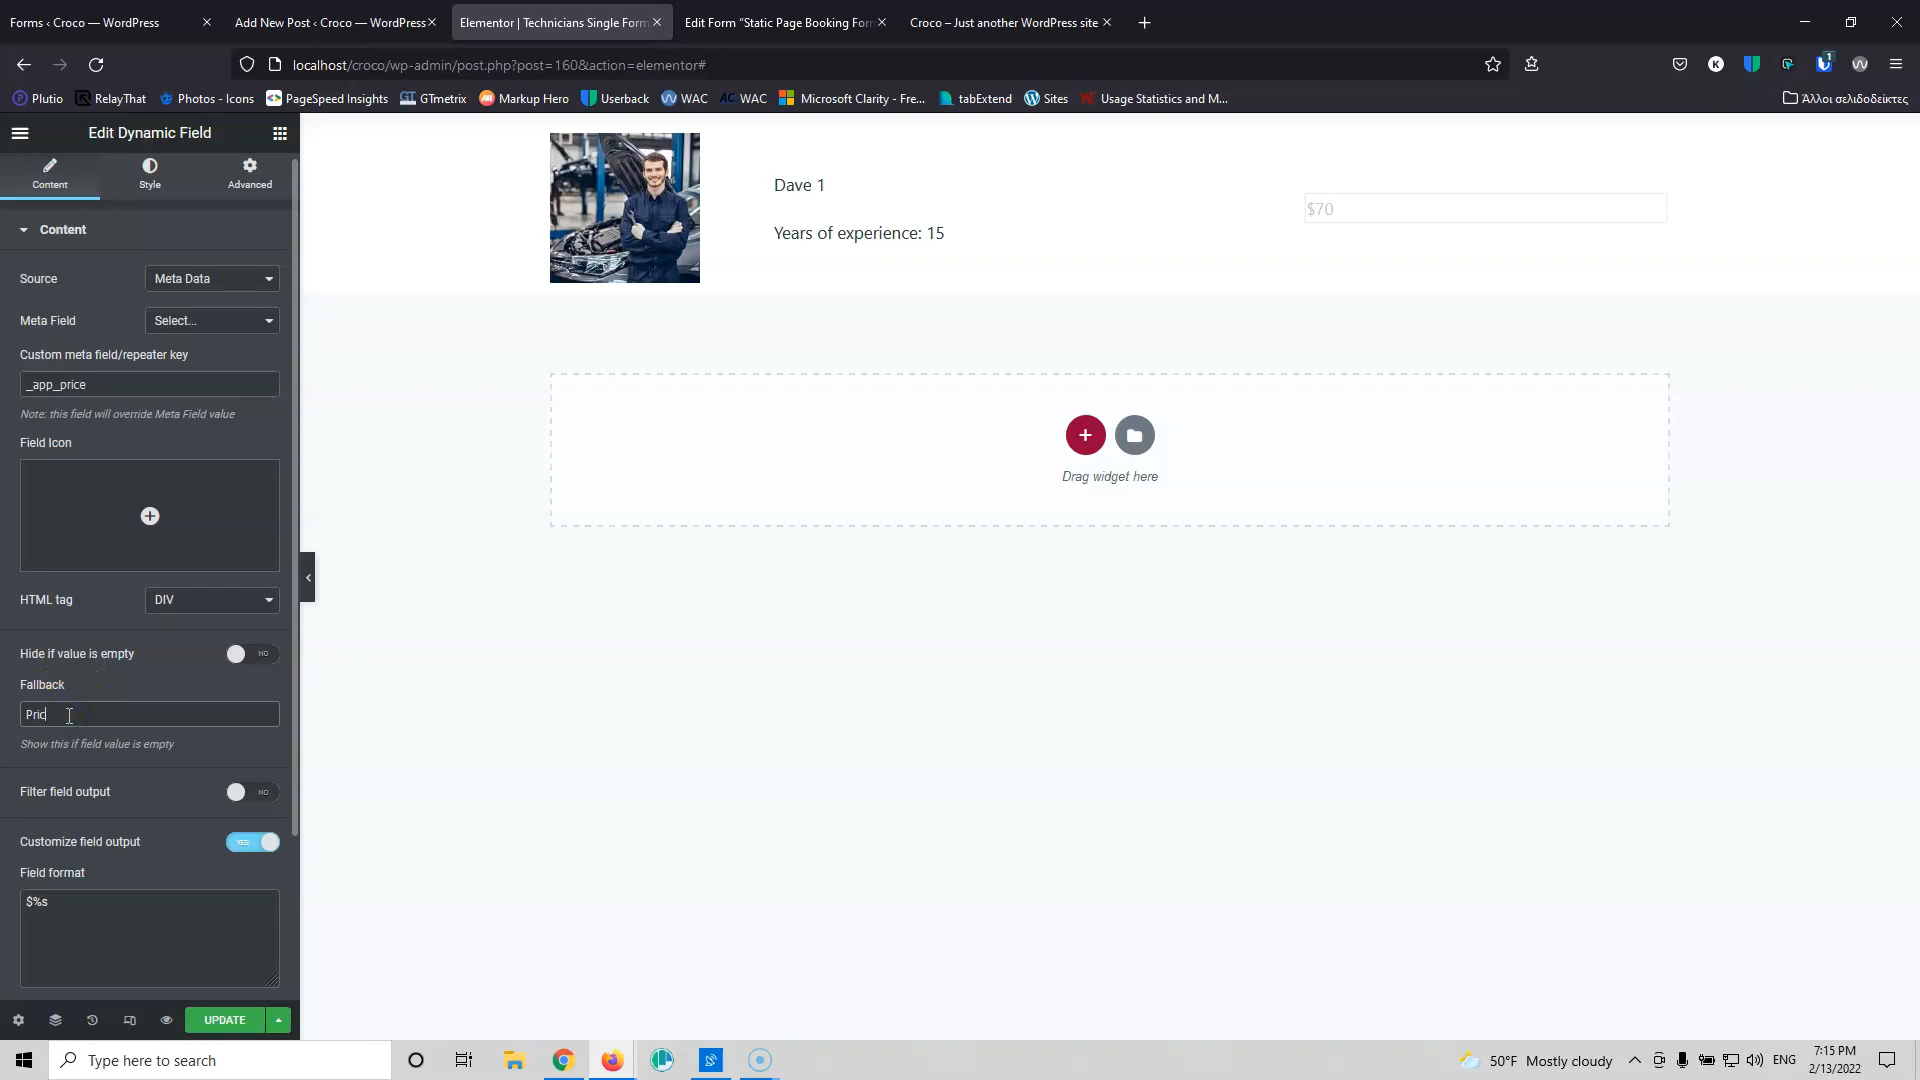 Forms ‹ Croco — WordPress
Add New Post ‹ Croco — WordPress
Elementor | Technicians Single Form
Edit Form "Static Page Booking For
Croco – Just another WordPress site
localhost/croco/wp-admin/post.php?post=160&action=elementor#
K
1
Plutio
RelayThat
Photos - Icons
PageSpeed Insights
GTmetrix
Markup Hero
Userback
WAC
WAC
Microsoft Clarity - Fre...
tabExtend
Sites
Usage Statistics and M...
Άλλοι σελιδοδείκτες
Edit Dynamic Field
Content
Style
Advanced
Content
Source
Meta Data
Meta Field
Select...
Custom meta field/repeater key
_app_price
Note: this field will override Meta Field value
Field Icon
HTML tag
DIV
Hide if value is empty
NO
Fallback
Pric
Show this if field value is empty
Filter field output
NO
Customize field output
YES
Field format
$%s
UPDATE
Dave 1
Years of experience: 15
$70
Drag widget here
Type here to search
50°F Mostly cloudy
ENG
7:15 PM
2/13/2022